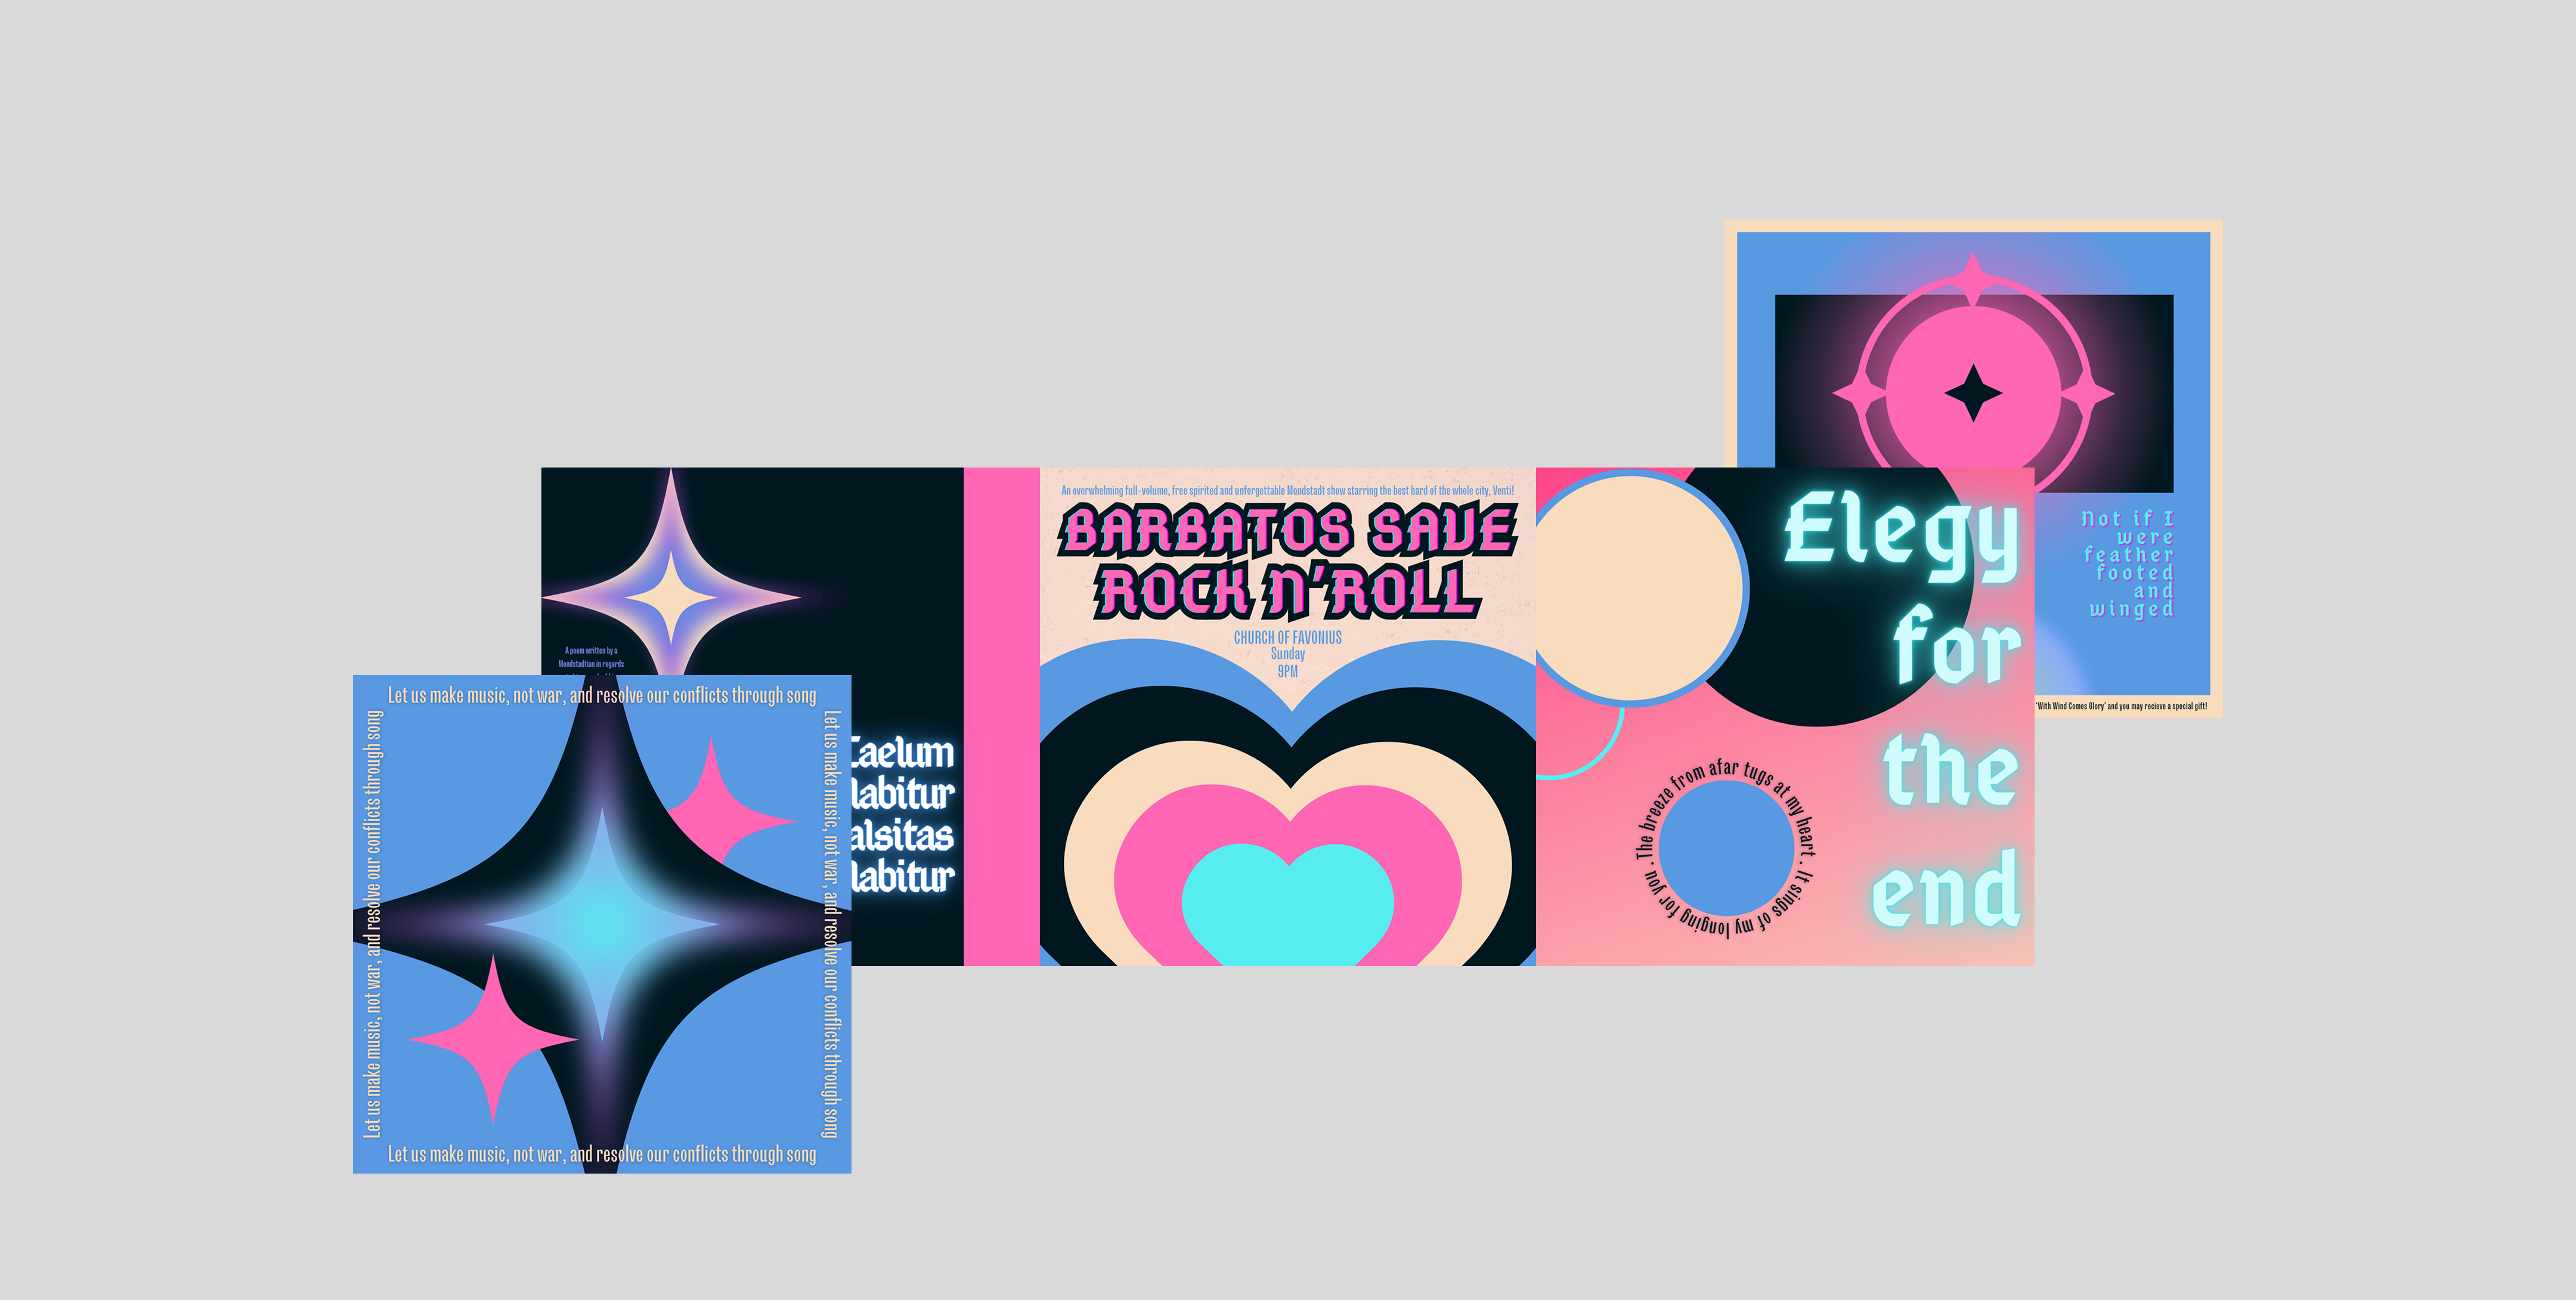 A poem written by a
Mondstadtian in regards
Caelum
labitur
alsitas
labitur
Let us make music, not war, and resolve our conflicts through song
Let us make music, not war, and resolve our conflicts through song
Let us make music, not war, and resolve our conflicts through song
Let us make music, not war, and resolve our conflicts through song
An overwhelming full-volume, free spirited and unforgettable Mondstadt show starring the best bard of the whole city, Venti!
BARBATOS SAVE
ROCK N'ROLL
CHURCH OF FAVONIUS
Sunday
9PM
Elegy
for
the
end
The breeze from afar tugs at my heart . It sings of my longing for you .
Not if I
were
feather
footed
and
winged
'With Wind Comes Glory' and you may recieve a special gift!